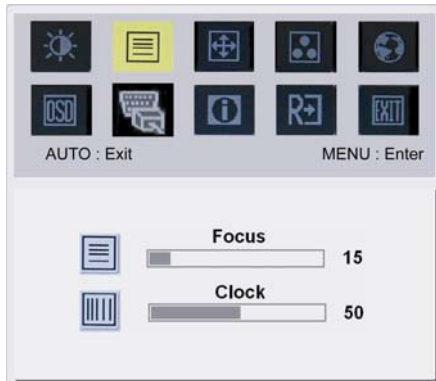 OSD
i
R
EXIT
AUTO : Exit MENU : Enter
Focus
15
Clock
50